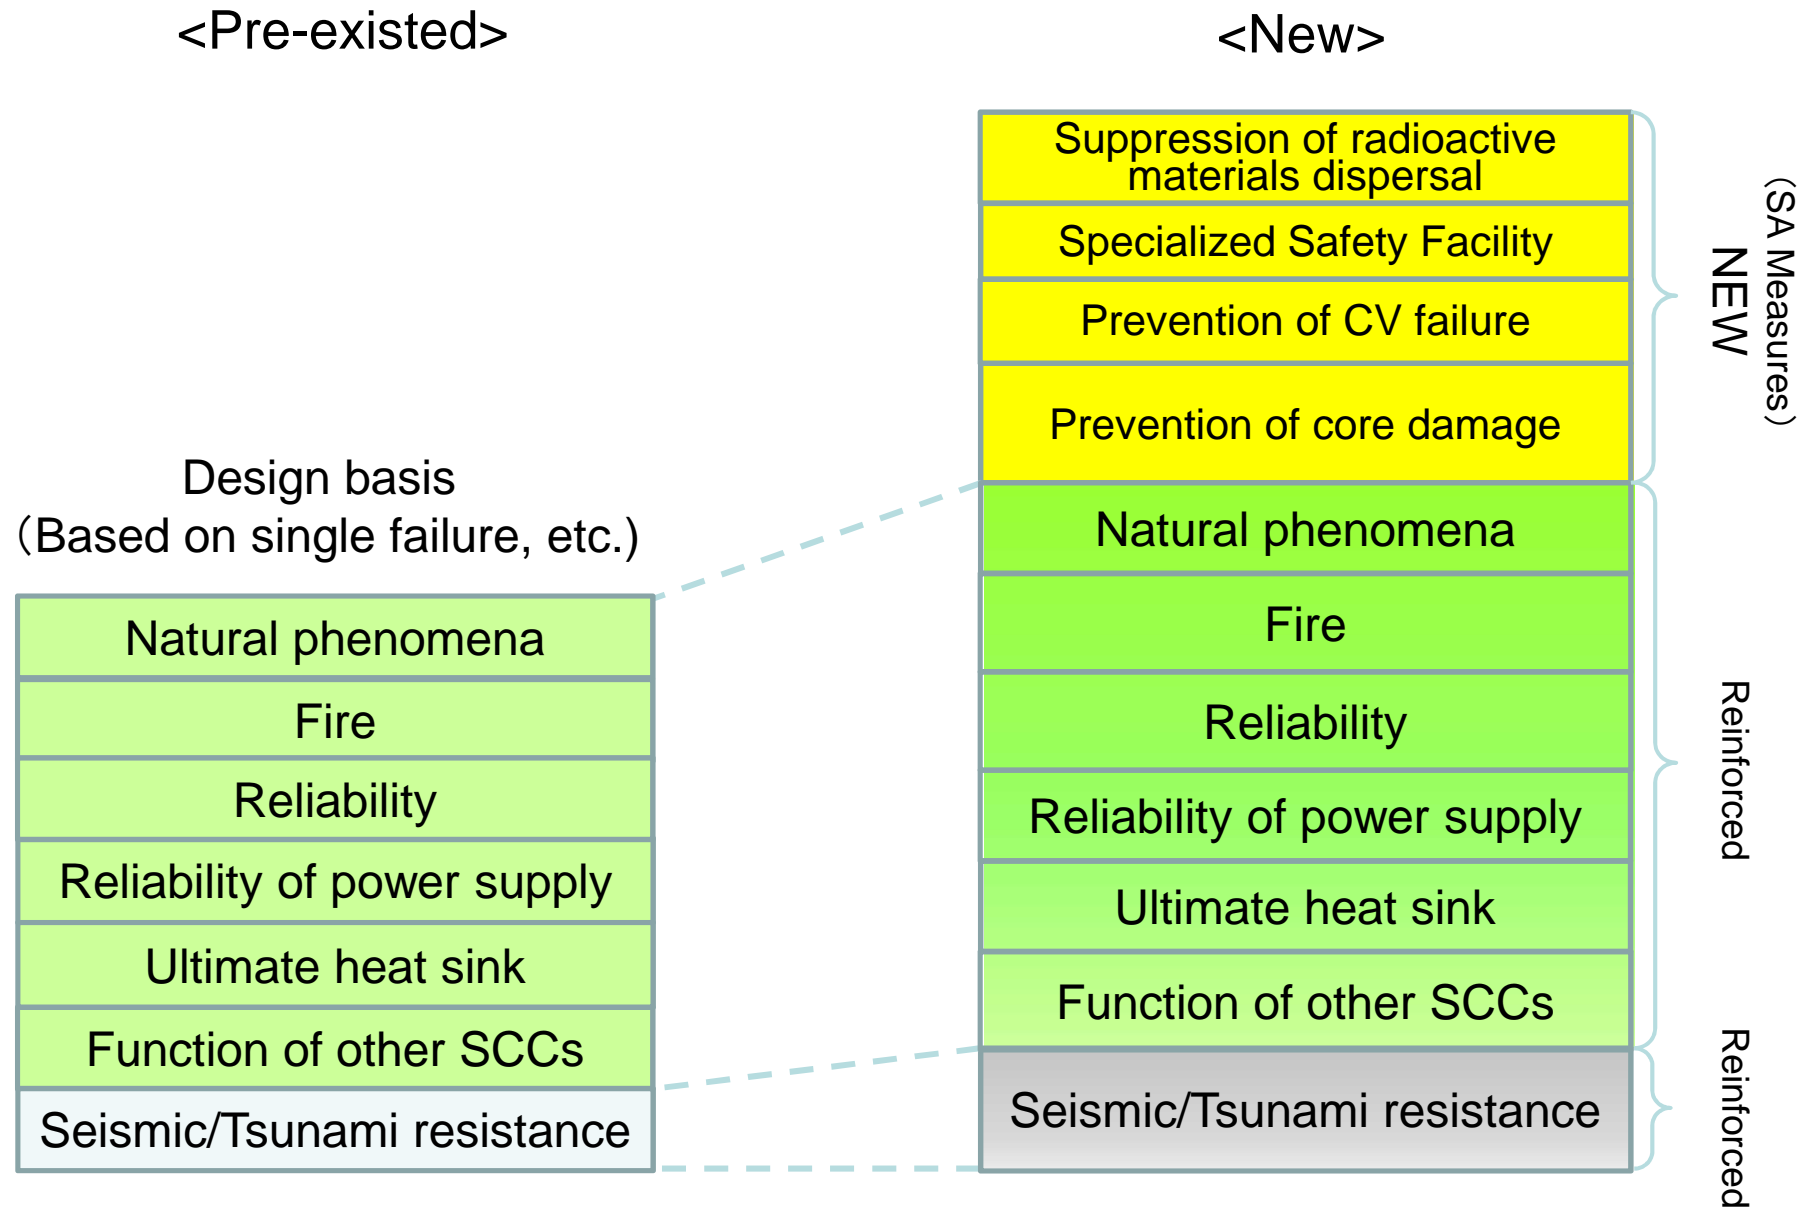 <Pre-existed>
Design basis
（Based on single failure, etc.)
Natural phenomena
Fire
Reliability
Reliability of power supply
Ultimate heat sink
Function of other SCCs
Seismic/Tsunami resistance
<New>
Suppression of radioactive
materials dispersal
Specialized Safety Facility
Prevention of CV failure
Prevention of core damage
Natural phenomena
Fire
Reliability
Reliability of power supply
Ultimate heat sink
Function of other SCCs
Seismic/Tsunami resistance
（SA Measures）
NEW
Reinforced
Reinforced